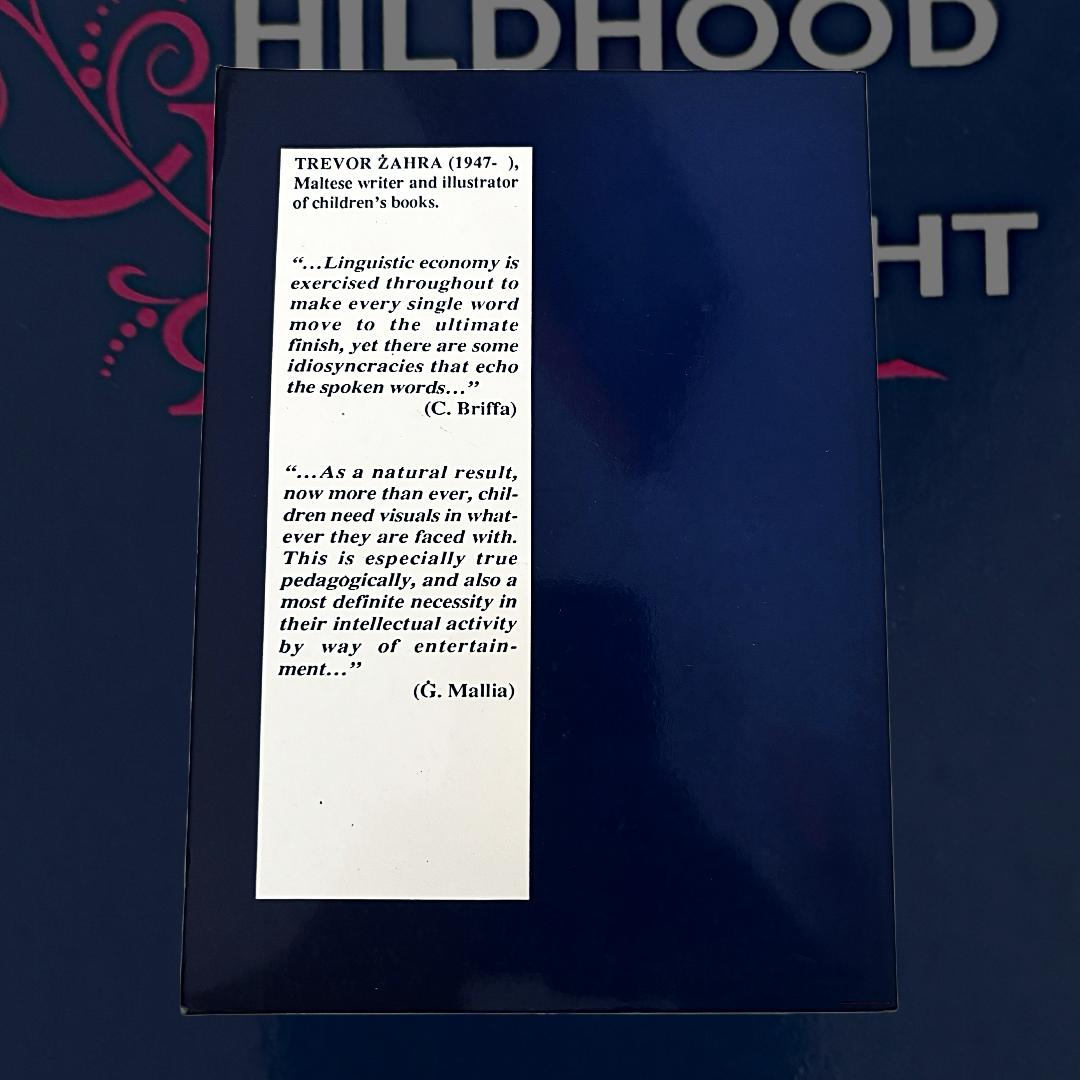 HILDHOOD
HT
TREVOR ŻAHRA (1947- ),
Maltese writer and illustrator
of children's books.
“...Linguistic economy is
exercised throughout to
make every single word
move to the ultimate
finish, yet there are some
idiosyncracies that echo
the spoken words...”
(C. Briffa)
“...As a natural result,
now more than ever, chil-
dren need visuals in what-
ever they are faced with.
This is especially true
pedagogically, and also a
most definite necessity in
their intellectual activity
by way of entertain-
ment...”
(Ġ. Mallia)